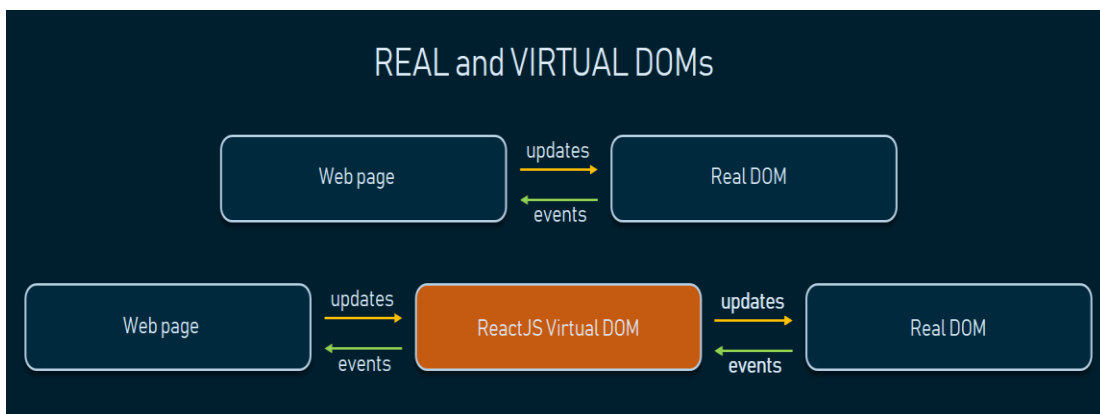 REAL and VIRTUAL DOMs
updates
Web page
Real DOM
events
updates
updates
Web page
ReactJS Virtual DOM
Real DOM
events
events